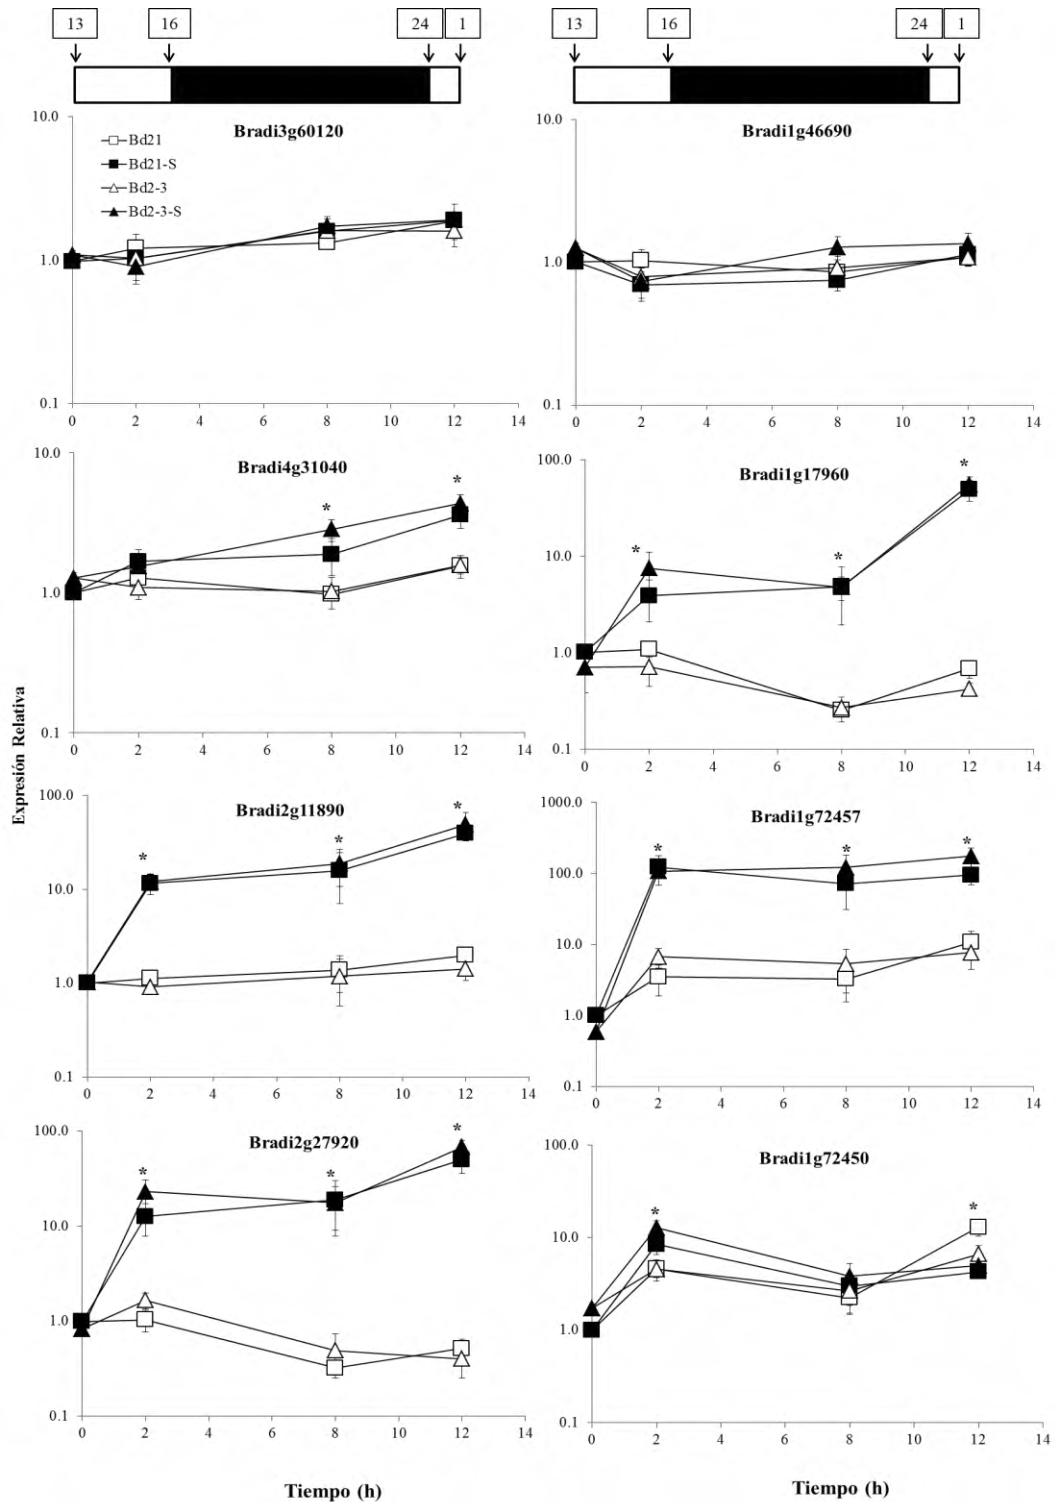 13 16 24 1
13 16 24 1
Bradi3g60120
10.0
1.0
0.1
0 2 4 6 8 10 12 14
Bd21
Bd21-S
Bd2-3
Bd2-3-S
Bradi1g46690
10.0
1.0
0.1
0 2 4 6 8 10 12 14
Bradi4g31040
10.0
1.0
0.1
* *
0 2 4 6 8 10 12 14
Bradi1g17960
100.0
10.0
1.0
0.1
* * *
0 2 4 6 8 10 12 14
Expresión Relativa
Bradi2g11890
100.0
10.0
1.0
0.1
* * *
0 2 4 6 8 10 12 14
Bradi1g72457
1000.0
100.0
10.0
1.0
0.1
* * *
0 2 4 6 8 10 12 14
Bradi2g27920
100.0
10.0
1.0
0.1
* * *
0 2 4 6 8 10 12 14
Bradi1g72450
100.0
10.0
1.0
0.1
* *
0 2 4 6 8 10 12 14
Tiempo (h)
Tiempo (h)